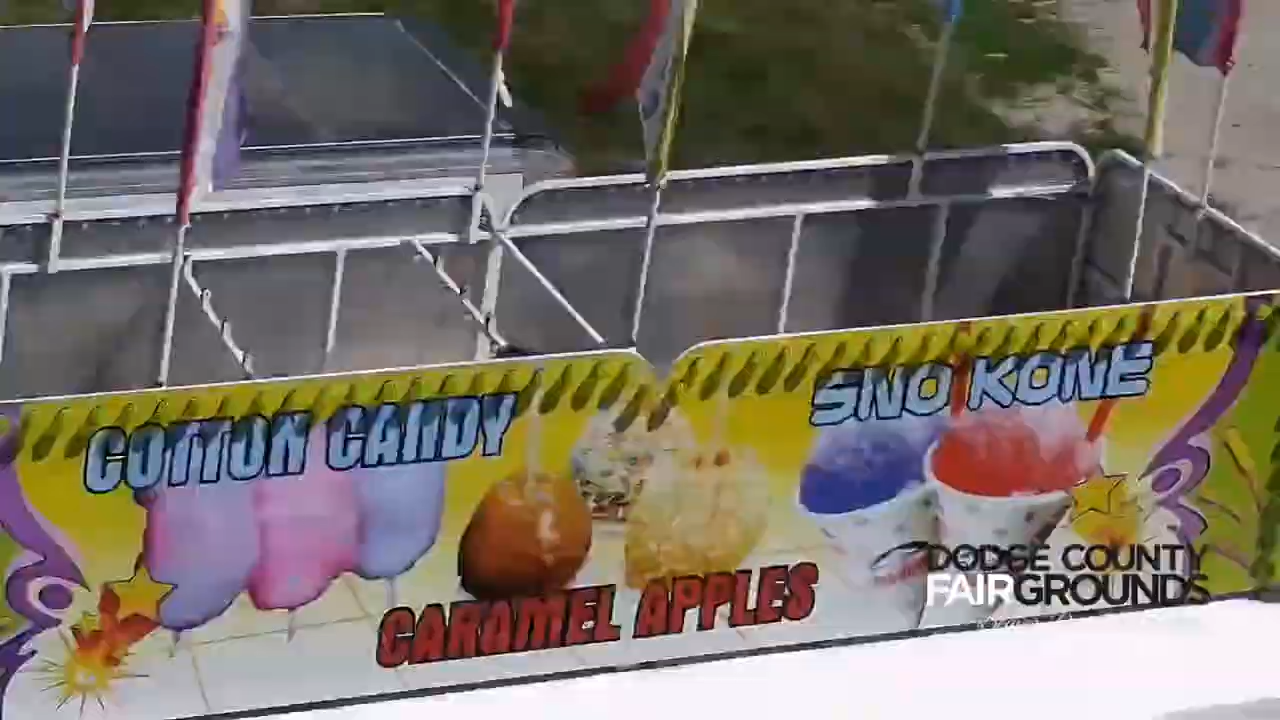 COTTON CANDY
SNO KONE
CARAMEL APPLES
DODGE COUNTY
FAIRGROUNDS